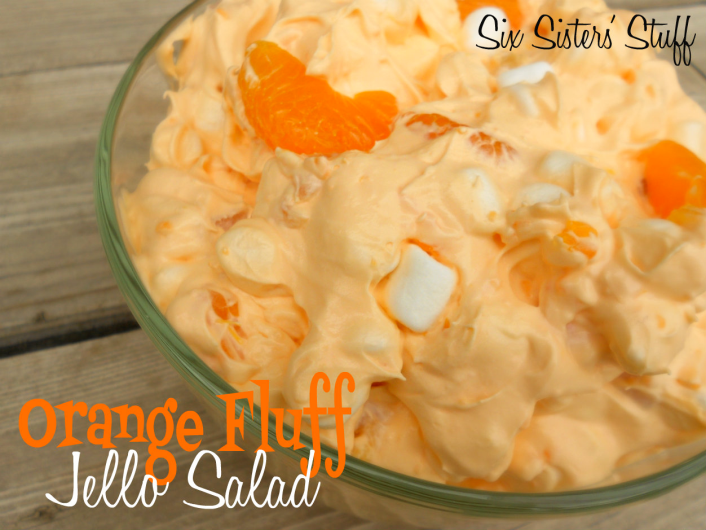 Six Sisters' Stuff
Orange Fluff
Jello Salad